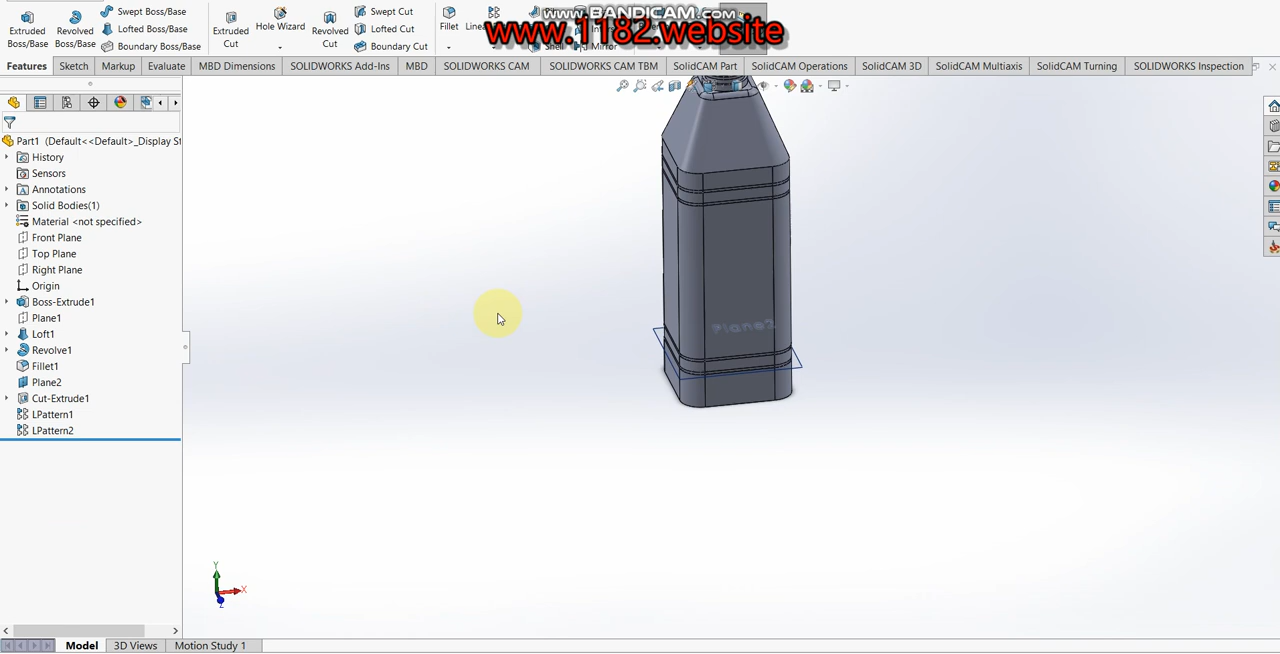 www.BANDICAM.com
www.1182.website
Extruded Boss/Base
Revolved Boss/Base
Swept Boss/Base
Lofted Boss/Base
Boundary Boss/Base
Extruded Cut
Hole Wizard
Revolved Cut
Swept Cut
Lofted Cut
Boundary Cut
Fillet
Shell
Mirror
Features Sketch Markup Evaluate MBD Dimensions SOLIDWORKS Add-Ins MBD SOLIDWORKS CAM SOLIDWORKS CAM TBM SolidCAM Part SolidCAM Operations SolidCAM 3D SolidCAM Multiaxis SolidCAM Turning SOLIDWORKS Inspection
Part1 (Default<<Default>_Display St
History
Sensors
Annotations
Solid Bodies(1)
Material <not specified>
Front Plane
Top Plane
Right Plane
Origin
Boss-Extrude1
Plane1
Loft1
Revolve1
Fillet1
Plane2
Cut-Extrude1
LPattern1
LPattern2
Plane2
Y
X
Z
Model 3D Views Motion Study 1